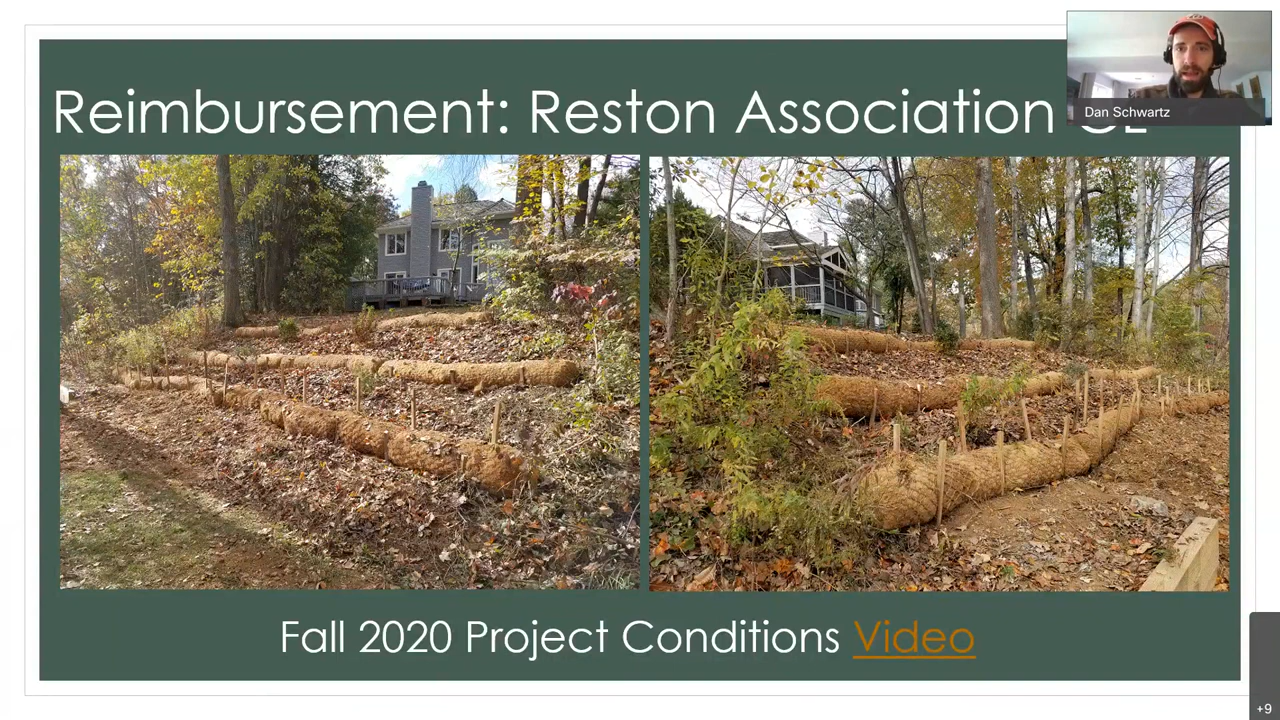 Reimbursement: Reston Association
Dan Schwartz
Fall 2020 Project Conditions Video
+9